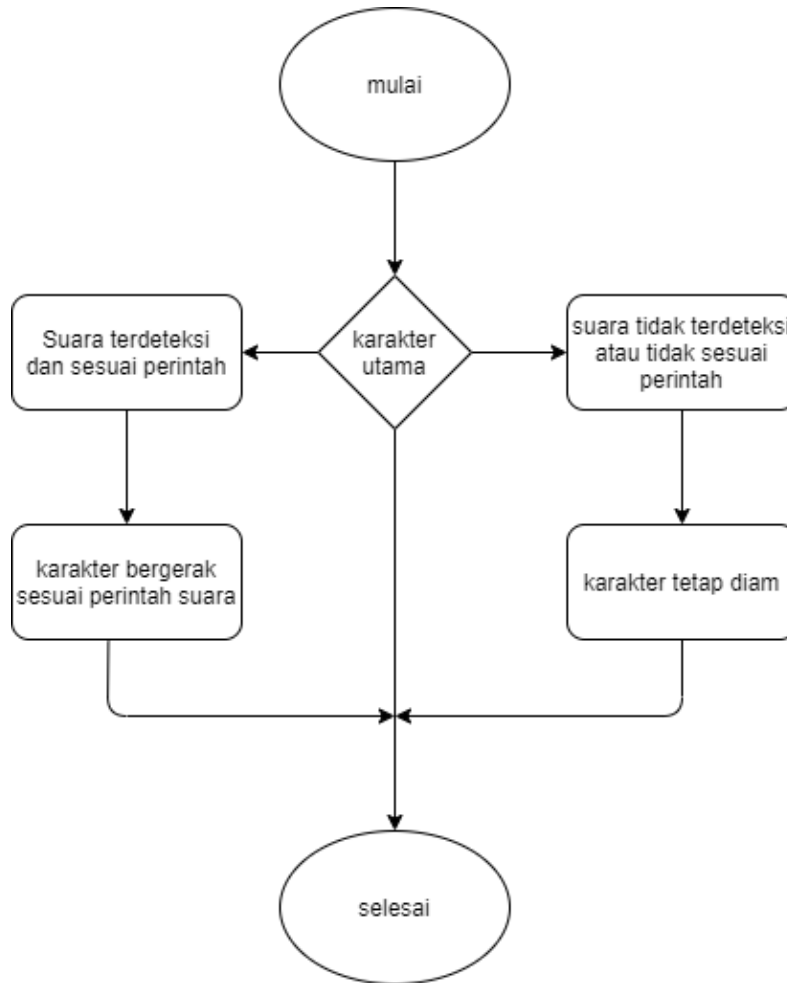 mulai
Suara terdeteksi
dan sesuai perintah
karakter
utama
suara tidak terdeteksi
atau tidak sesuai
perintah
karakter bergerak
sesuai perintah suara
karakter tetap diam
selesai